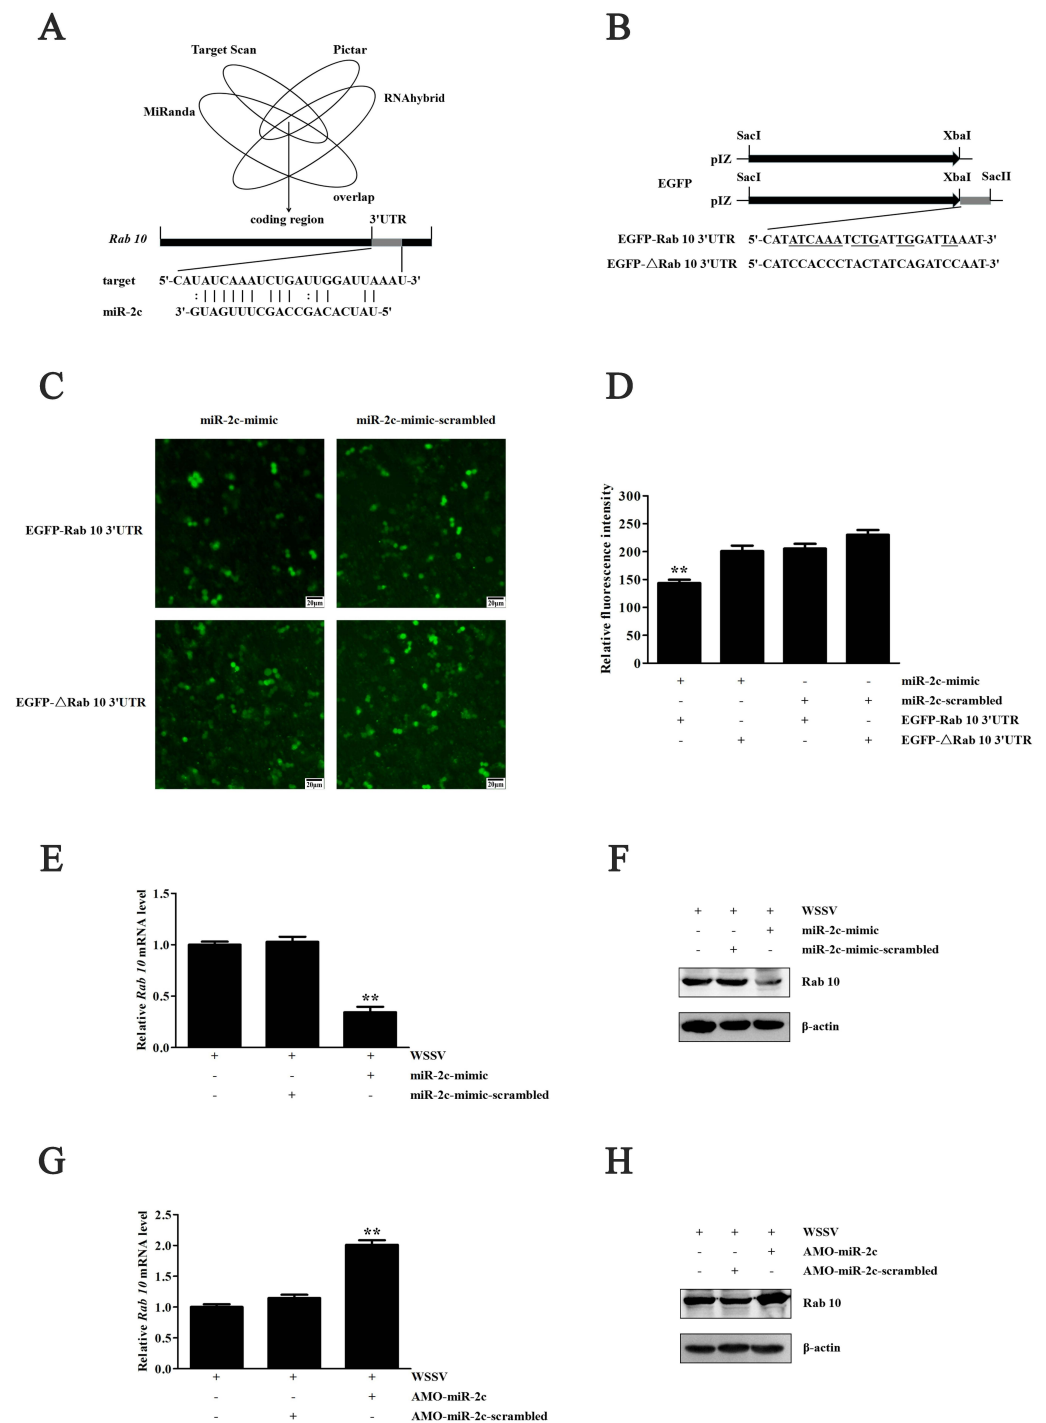 A
Target Scan
Pictar
MiRanda
RNAhybrid
overlap
coding region
3'UTR
Rab 10
target 5'-CAUAUCAAAUCUGAUUGGAUUAAAU-3'
: | | | | | | | | | : | | | |
miR-2c 3'-GUAGUUUCGACCGACACUAU-5'
B
SacI XbaI
pIZ
EGFP
SacI XbaI SacII
pIZ
EGFP-Rab 10 3'UTR 5'-CATATCAAATCTGATTGGATTAAAT-3'
EGFP-△Rab 10 3'UTR 5'-CATCCACCCTACTATCAGATCCAAT-3'
C
miR-2c-mimic miR-2c-mimic-scrambled
EGFP-Rab 10 3'UTR
20μm 20μm
EGFP-△Rab 10 3'UTR
20μm 20μm
D
Relative fluorescence intensity
300
250
200
150
100
50
0
**
+ + - - miR-2c-mimic
- - + + miR-2c-scrambled
+ - + - EGFP-Rab 10 3'UTR
- + - + EGFP-△Rab 10 3'UTR
E
Relative Rab 10 mRNA level
1.5
1.0
0.5
0.0
**
+ + + WSSV
- - + miR-2c-mimic
- + - miR-2c-mimic-scrambled
F
+ + + WSSV
- - + miR-2c-mimic
- + - miR-2c-mimic-scrambled
Rab 10
β-actin
G
Relative Rab 10 mRNA level
2.5
2.0
1.5
1.0
0.5
0.0
**
+ + + WSSV
- - + AMO-miR-2c
- + - AMO-miR-2c-scrambled
H
+ + + WSSV
- - + AMO-miR-2c
- + - AMO-miR-2c-scrambled
Rab 10
β-actin